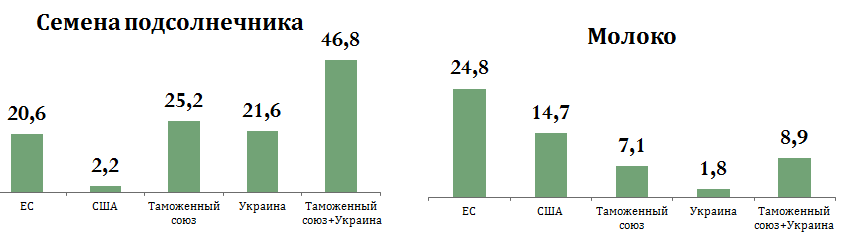 Семена подсолнечника
46,8
25,2
21,6
20,6
2,2
ЕС
США
Таможенный
союз
Украина
Таможенный
союз+Украина
Молоко
24,8
14,7
7,1
1,8
8,9
ЕС
США
Таможенный
союз
Украина
Таможенный
союз+Украина